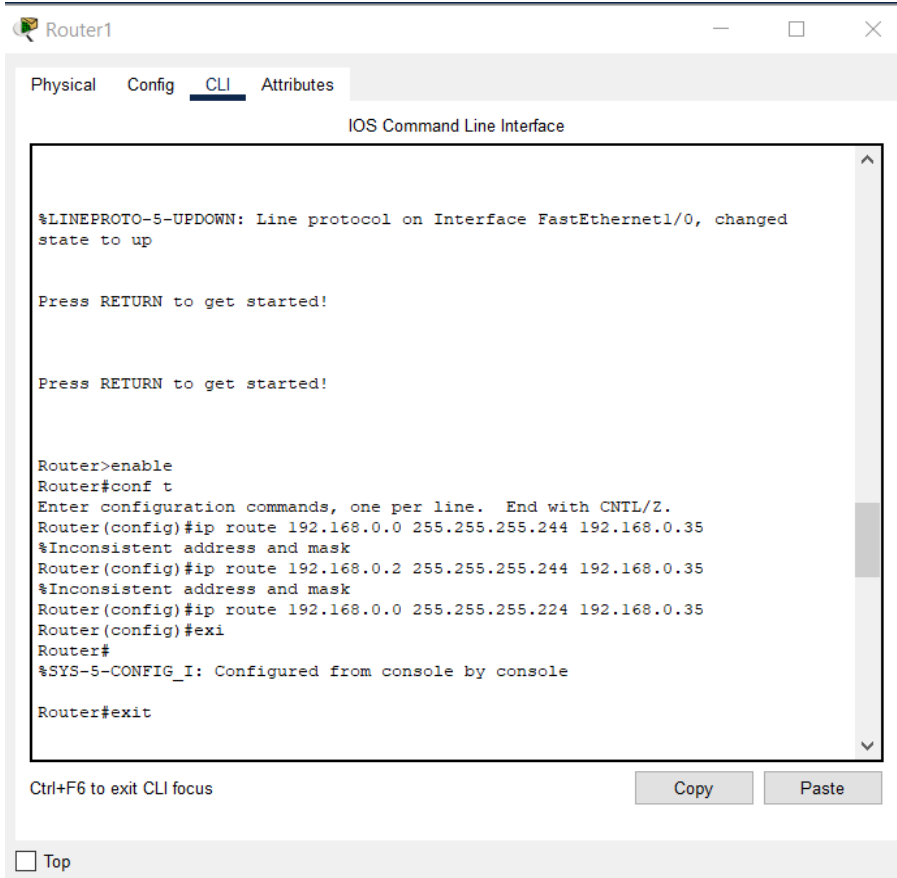 Router1
Physical Config CLI Attributes
IOS Command Line Interface
%LINEPROTO-5-UPDOWN: Line protocol on Interface FastEthernet1/0, changed
state to up
Press RETURN to get started!
Press RETURN to get started!
Router>enable
Router#conf t
Enter configuration commands, one per line.  End with CNTL/Z.
Router(config)#ip route 192.168.0.0 255.255.255.244 192.168.0.35
%Inconsistent address and mask
Router(config)#ip route 192.168.0.2 255.255.255.244 192.168.0.35
%Inconsistent address and mask
Router(config)#ip route 192.168.0.0 255.255.255.224 192.168.0.35
Router(config)#exi
Router#
%SYS-5-CONFIG_I: Configured from console by console
Router#exit
Ctrl+F6 to exit CLI focus Copy Paste
Top